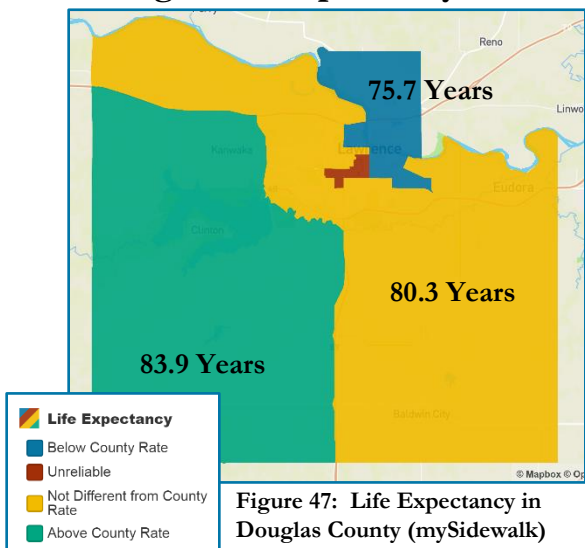 Reno
75.7 Years
Linwo
Lawrence
Kanwaka
Eudora
Clinton
80.3 Years
83.9 Years
Baldwin City
© Mapbox © Op
Life Expectancy
Below County Rate
Unreliable
Not Different from County
Rate
Above County Rate
Figure 47: Life Expectancy in
Douglas County (mySidewalk)